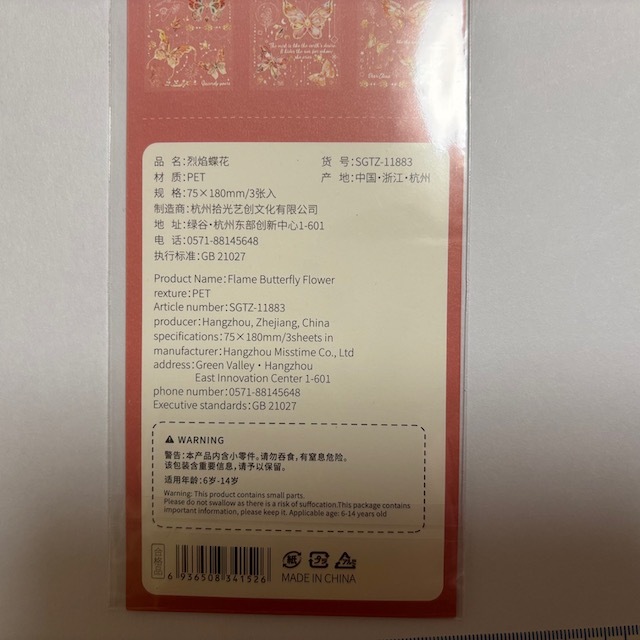 品 名:烈焰蝶花
货 号:SGTZ-11883
材 质:PET
产 地:中国·浙江·杭州
规 格:75×180mm/3张入
制造商:杭州拾光艺创文化有限公司
地 址:绿谷·杭州东部创新中心1-601
电 话:0571-88145648
执行标准:GB 21027
Product Name:Flame Butterfly Flower
rexture:PET
Article number:SGTZ-11883
producer:Hangzhou, Zhejiang, China
specifications:75×180mm/3sheets in
manufacturer:Hangzhou Misstime Co., Ltd
address:Green Valley·Hangzhou
East Innovation Center 1-601
phone number:0571-88145648
Executive standards:GB 21027
WARNING
警告:本产品内含小零件。请勿吞食,有窒息危险。
该包装含重要信息,请予以保留。
适用年龄:6岁-14岁
Warning: This product contains small parts.
Please do not swallow as there is a risk of suffocation.This package contains
important information, please keep it. Applicable age: 6-14 years old
合格品
6 936508 341526
紙 プラ アルミ
MADE IN CHINA